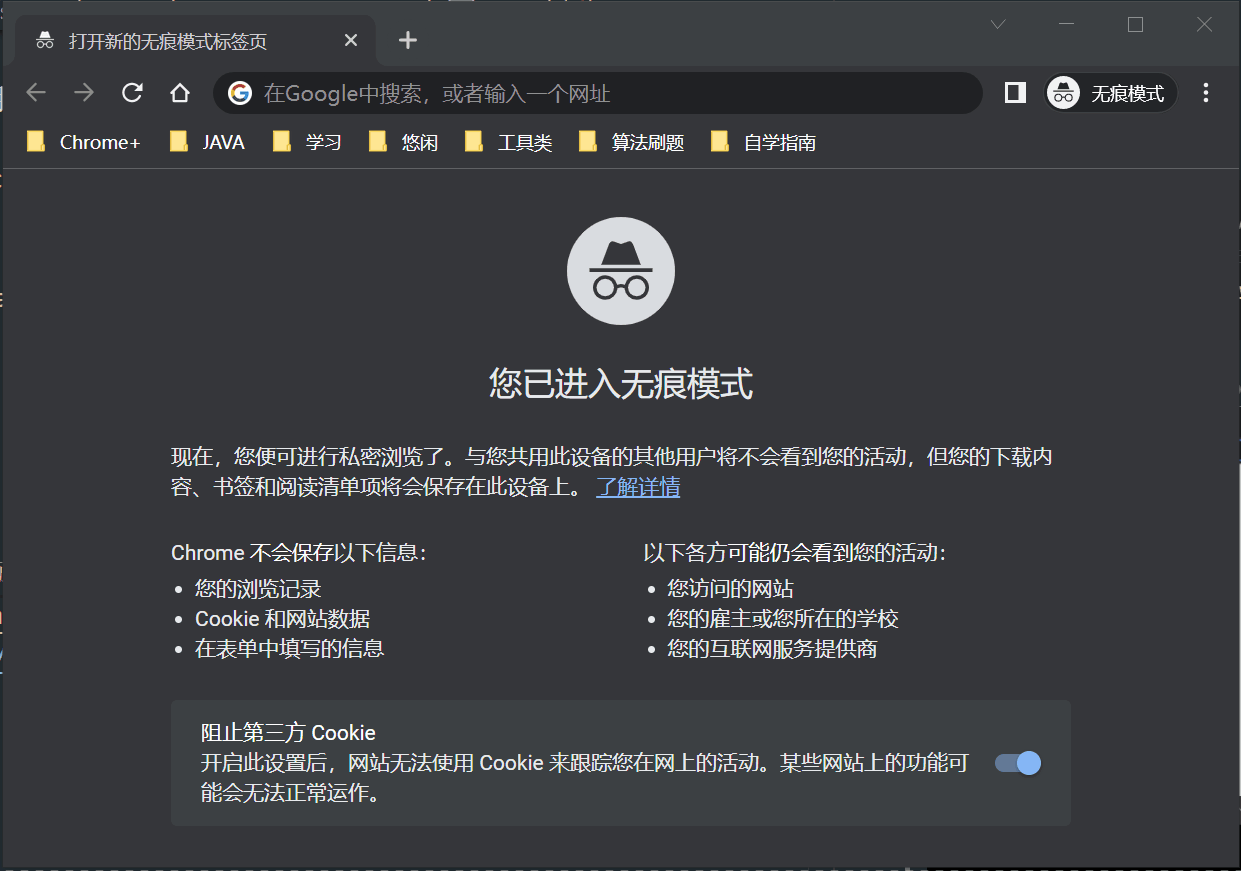 打开新的无痕模式标签页
在Google中搜索，或者输入一个网址
无痕模式
Chrome+ JAVA 学习 悠闲 工具类 算法刷题 自学指南
您已进入无痕模式
现在，您便可进行私密浏览了。与您共用此设备的其他用户将不会看到您的活动，但您的下载内
容、书签和阅读清单项将会保存在此设备上。 了解详情
Chrome 不会保存以下信息：
您的浏览记录
Cookie 和网站数据
在表单中填写的信息
以下各方可能仍会看到您的活动：
您访问的网站
您的雇主或您所在的学校
您的互联网服务提供商
阻止第三方 Cookie
开启此设置后，网站无法使用 Cookie 来跟踪您在网上的活动。某些网站上的功能可
能会无法正常运作。